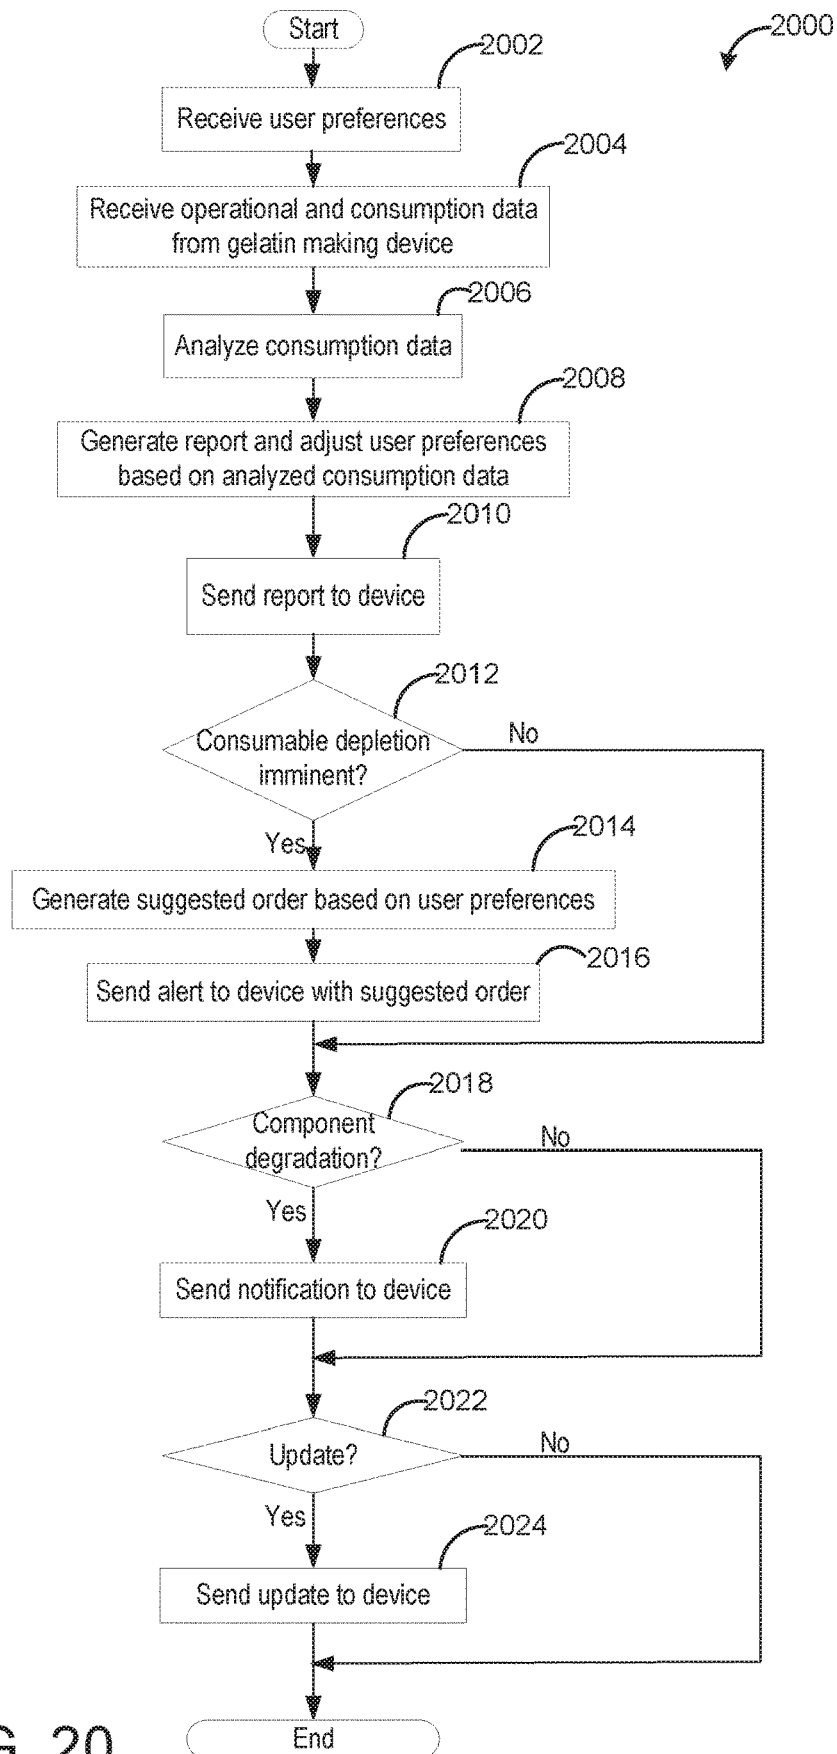 Start
2000
2002
Receive user preferences
2004
Receive operational and consumption data
from gelatin making device
2006
Analyze consumption data
2008
Generate report and adjust user preferences
based on analyzed consumption data
2010
Send report to device
2012
Consumable depletion
imminent?
No
Yes
2014
Generate suggested order based on user preferences
2016
Send alert to device with suggested order
2018
Component
degradation?
No
Yes
2020
Send notification to device
2022
Update?
No
Yes
2024
Send update to device
End
G. 20